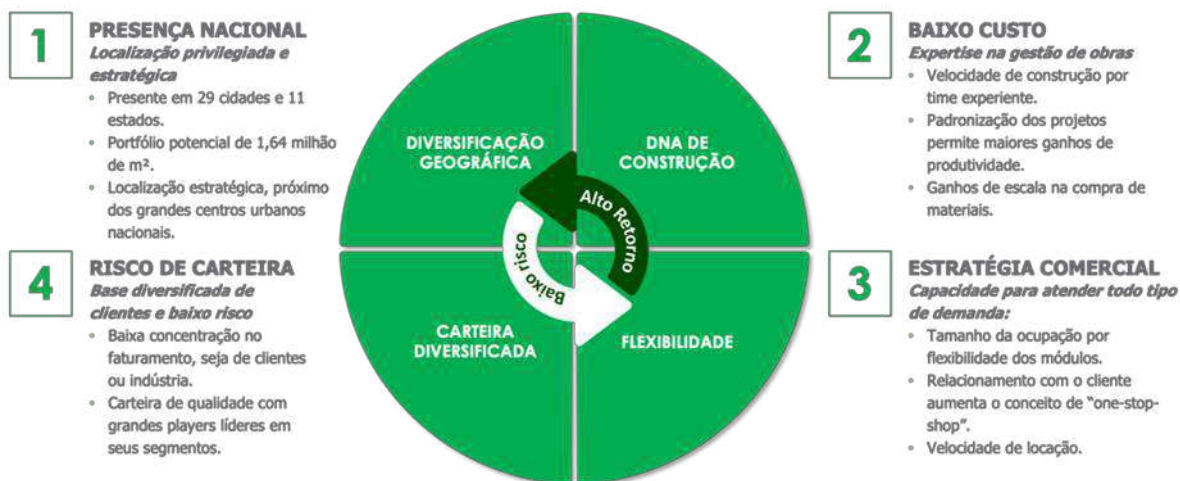 1
PRESENÇA NACIONAL
Localização privilegiada e
estratégica
◦ Presente em 29 cidades e 11
estados.
◦ Portfólio potencial de 1,64 milhão
de m².
◦ Localização estratégica, próximo
dos grandes centros urbanos
nacionais.
DIVERSIFICAÇÃO
GEOGRÁFICA
DNA DE
CONSTRUÇÃO
2
BAIXO CUSTO
Expertise na gestão de obras
◦ Velocidade de construção por
time experiente.
◦ Padronização dos projetos
permite maiores ganhos de
produtividade.
◦ Ganhos de escala na compra de
materiais.
Alto Retorno
Baixo risco
4
RISCO DE CARTEIRA
Base diversificada de
clientes e baixo risco
◦ Baixa concentração no
faturamento, seja de clientes
ou indústria.
◦ Carteira de qualidade com
grandes players líderes em
seus segmentos.
CARTEIRA
DIVERSIFICADA
FLEXIBILIDADE
3
ESTRATÉGIA COMERCIAL
Capacidade para atender todo tipo
de demanda:
◦ Tamanho da ocupação por
flexibilidade dos módulos.
◦ Relacionamento com o cliente
aumenta o conceito de “one-stop-
shop”.
◦ Velocidade de locação.